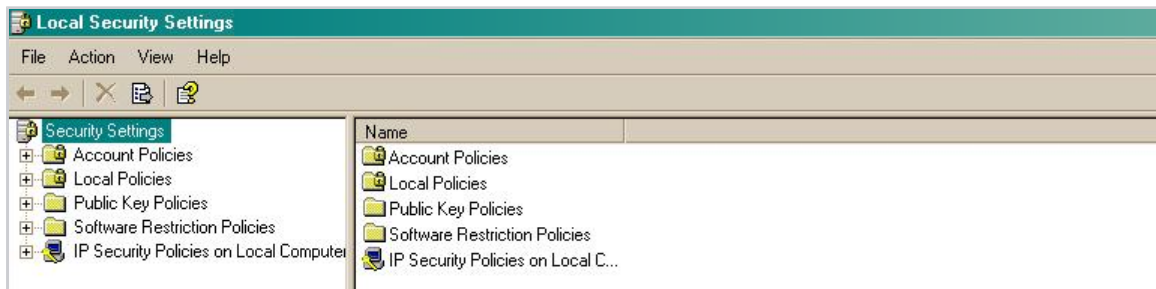 Local Security Settings
File Action View Help
Security Settings
Account Policies
Local Policies
Public Key Policies
Software Restriction Policies
IP Security Policies on Local Computer
Name
Account Policies
Local Policies
Public Key Policies
Software Restriction Policies
IP Security Policies on Local C...